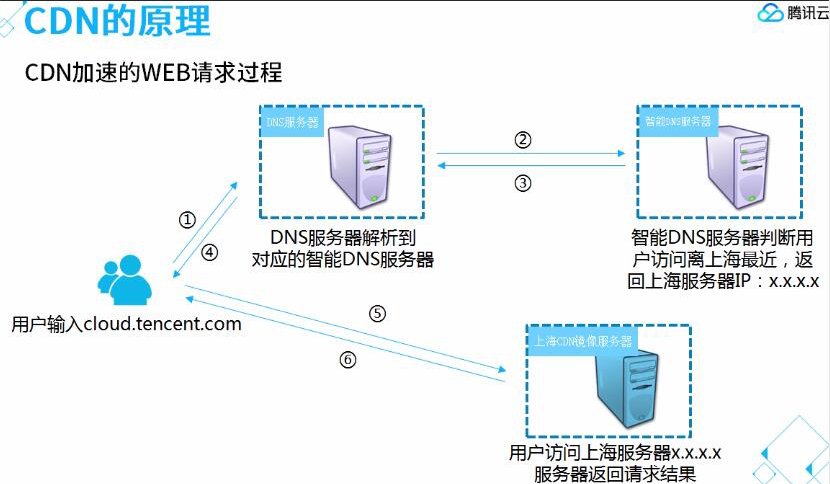 CDN的原理
腾讯云
CDN加速的WEB请求过程
DNS服务器
智能DNS服务器
②
③
①
④
DNS服务器解析到
对应的智能DNS服务器
智能DNS服务器判断用
户访问离上海最近，返
回上海服务器IP：x.x.x.x
用户输入cloud.tencent.com
⑤
⑥
上海CDN镜像服务器
用户访问上海服务器x.x.x.x
服务器返回请求结果